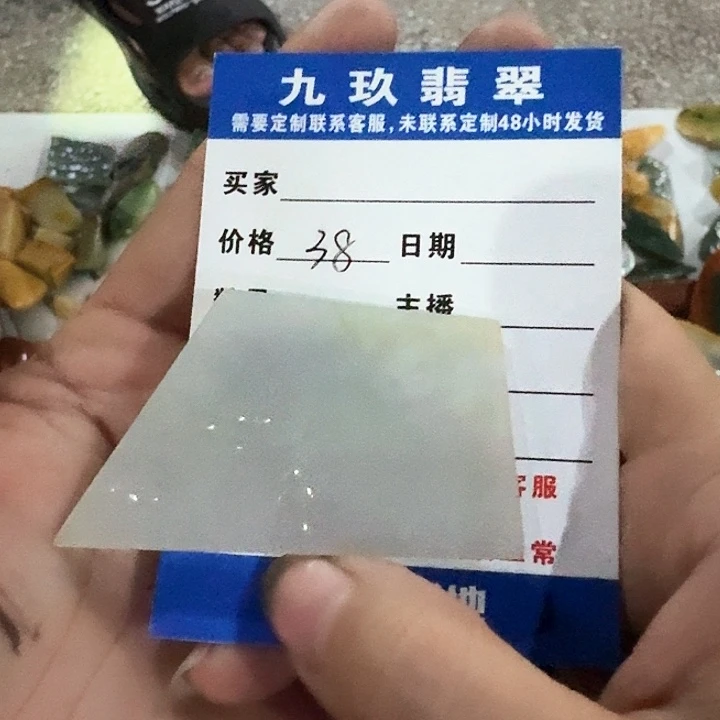 九玖翡翠
需要定制联系客服,未联系定制48小时发货
买家
价格 38 日期
主播
客服
常
地